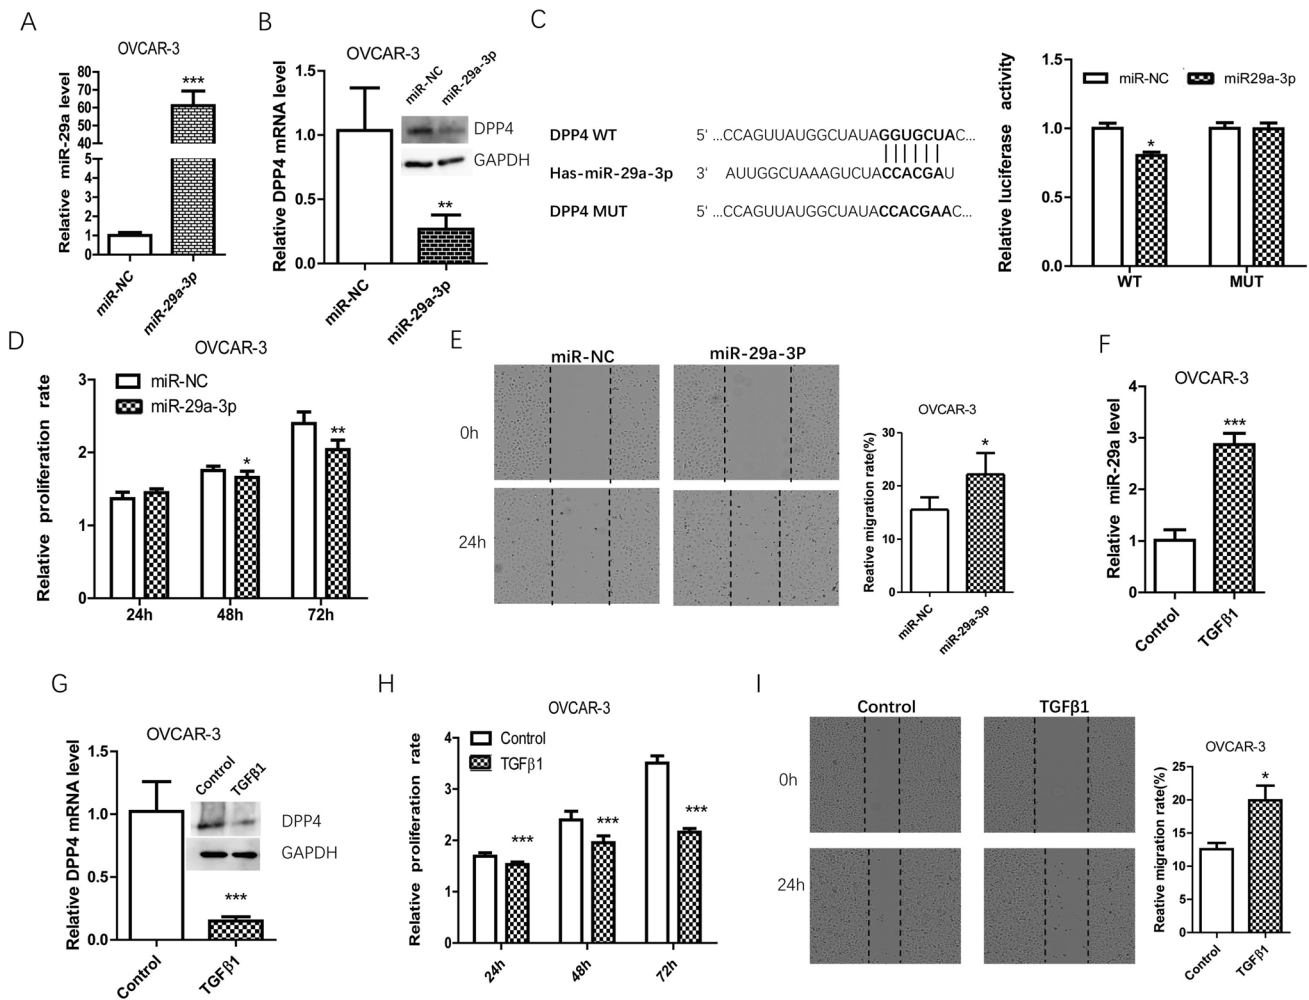 A
OVCAR-3
Relative miR-29a level
80
70
60
50
40
5
4
3
2
1
0
***
miR-NC
miR-29a-3p
B
OVCAR-3
Relative DPP4 mRNA level
1.5
1.0
0.5
0.0
miR-NC
miR-29a-3p
DPP4
GAPDH
**
miR-NC
miR-29a-3p
C
DPP4 WT 5' ...CCAGUUAUGGCUAUAGGUGCUAC...
Has-miR-29a-3p 3' AUUGGCUAAAGUCUACCACGAU
DPP4 MUT 5' ...CCAGUUAUGGCUAUACCACGAAC...
Relative luciferase activity
miR-NC
miR29a-3p
1.5
1.0
0.5
0.0
*
WT
MUT
D
OVCAR-3
Relative proliferation rate
miR-NC
miR-29a-3p
3
2
1
0
*
**
24h
48h
72h
E
miR-NC
miR-29a-3P
0h
24h
OVCAR-3
Reative migration rate(%)
30
20
10
0
*
miR-NC
miR-29a-3p
F
OVCAR-3
Relative miR-29a level
4
3
2
1
0
***
Control
TGFβ1
G
OVCAR-3
Relative DPP4 mRNA level
1.5
1.0
0.5
0.0
Control
TGFβ1
DPP4
GAPDH
***
Control
TGFβ1
H
OVCAR-3
Relative proliferation rate
Control
TGFβ1
4
3
2
1
0
***
***
***
24h
48h
72h
I
Control
TGFβ1
0h
24h
OVCAR-3
Reative migration rate(%)
25
20
15
10
5
0
*
Control
TGFβ1